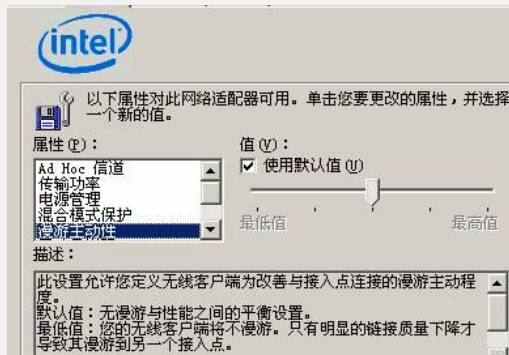 intel
以下属性对此网络适配器可用。单击您要更改的属性，并选择
一个新的值。
属性(P)：
值(V)：
Ad Hoc 信道
传输功率
电源管理
混合模式保护
漫游主动性
使用默认值(U)
最低值
最高值
描述：
此设置允许您定义无线客户端为改善与接入点连接的漫游主动程
度。
默认值：无漫游与性能之间的平衡设置。
最低值：您的无线客户端将不漫游。只有明显的链接质量下降才
导致其漫游到另一个接入点。